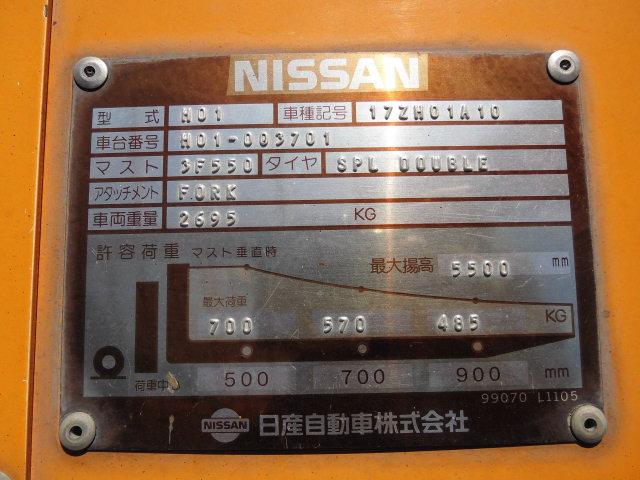 NISSAN
型式 H01 車種記号 17ZH01A10
車台番号 H01-003701
マスト 3F550 タイヤ SPL DOUBLE
アタッチメント FORK
車両重量 2695 KG
許容荷重 マスト垂直時
最大揚高 5500 mm
最大荷重
700 570 485 KG
荷重中心 500 700 900 mm
99070 L1105
NISSAN 日産自動車株式会社